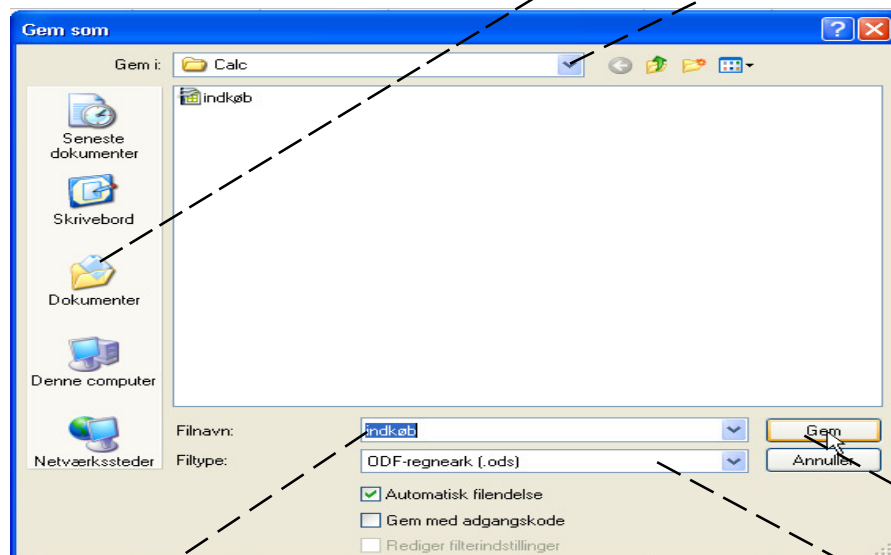 Gem som
Gem i:
Calc
indkøb
Seneste
dokumenter
Skrivebord
Dokumenter
Denne computer
Netværkssteder
Filnavn:
indkøb
Gem
Filtype:
ODF-regneark (.ods)
Annuller
Automatisk filendelse
Gem med adgangskode
Rediger filterindstillinger